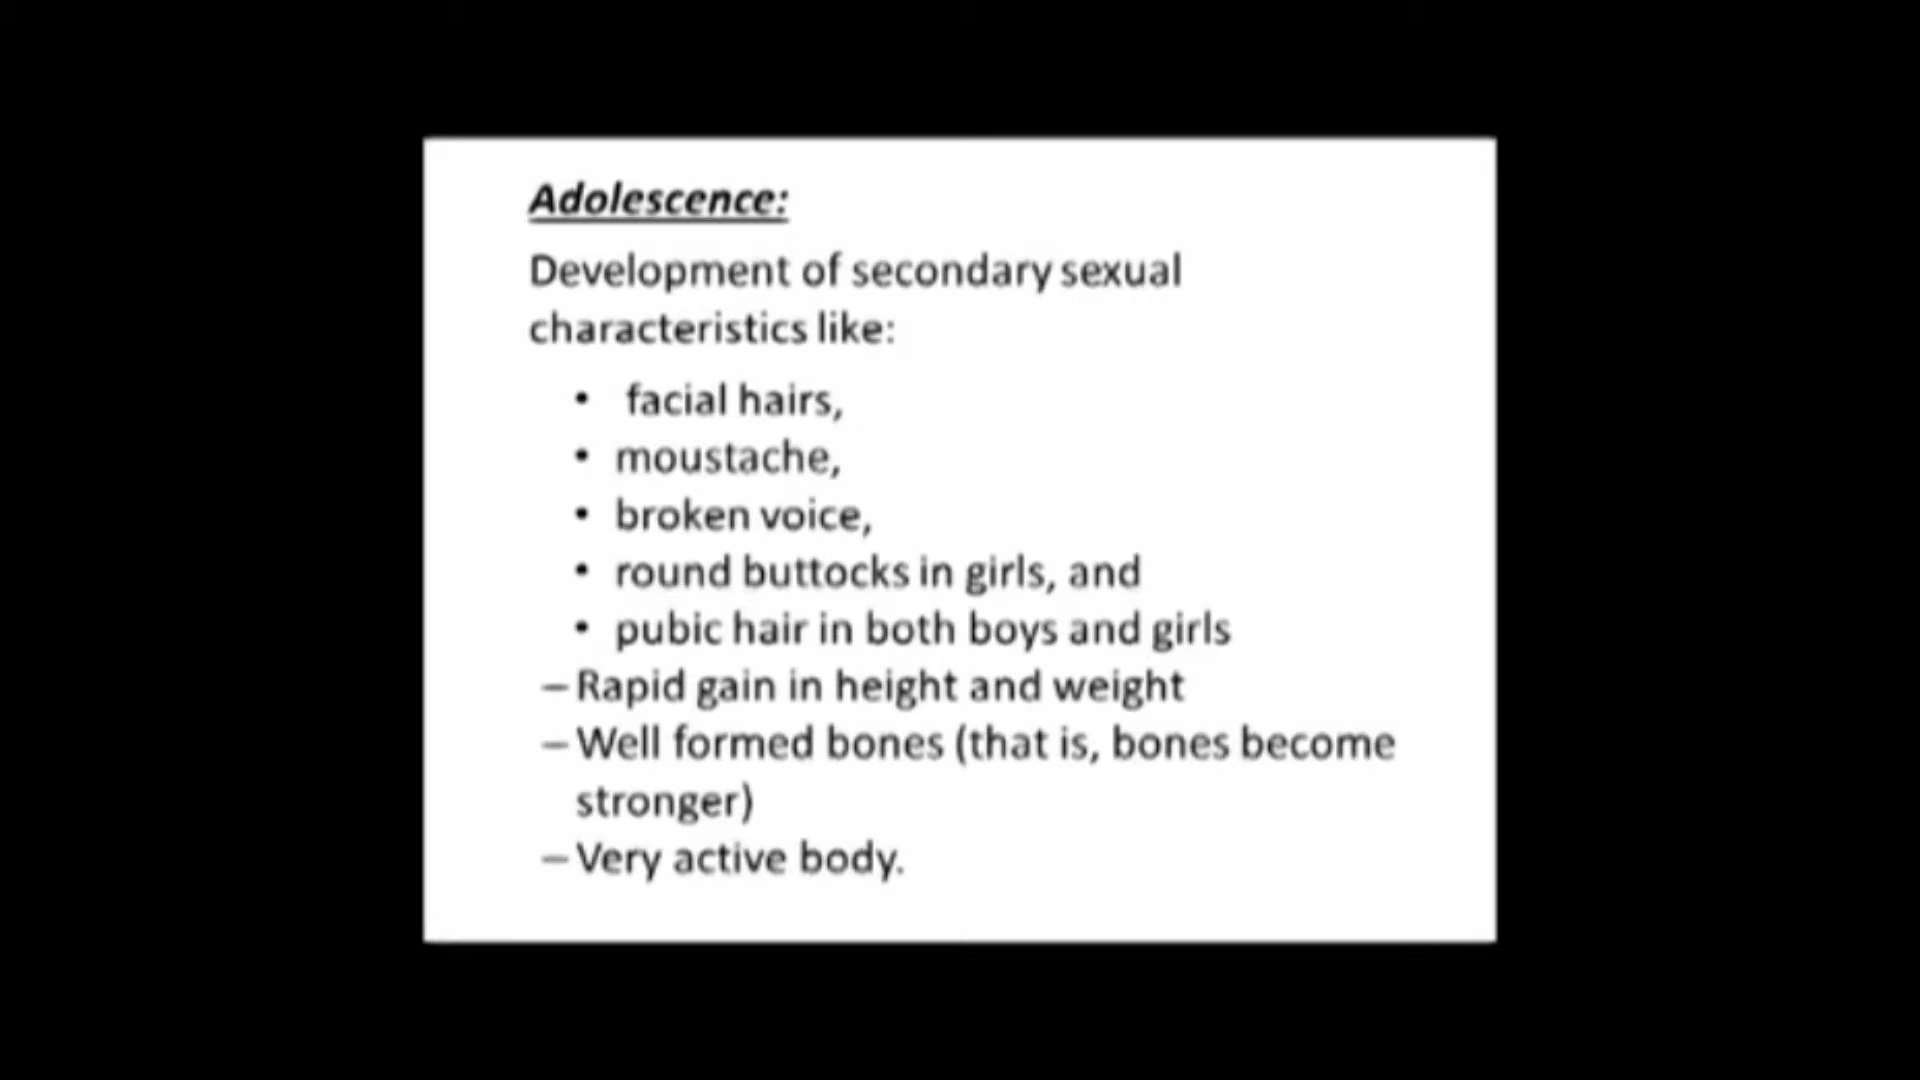 Adolescence:
Development of secondary sexual
characteristics like:
• facial hairs,
• moustache,
• broken voice,
• round buttocks in girls, and
• pubic hair in both boys and girls
– Rapid gain in height and weight
– Well formed bones (that is, bones become
stronger)
– Very active body.